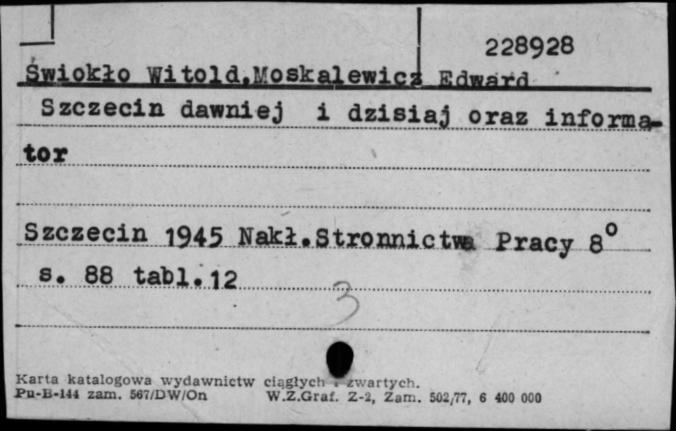 228928
Świokło Witold,Moskalewicz Edward
Szczecin dawniej i dzisiaj oraz informa-
tor
Szczecin 1945 Nakł.Stronnictwa Pracy 8°
s. 88 tabl.12
3
Karta katalogowa wydawnictw ciągłych i zwartych.
Pu-B-144 zam. 567/DW/On W.Z.Graf. Z-2, Zam. 502/77, 6 400 000